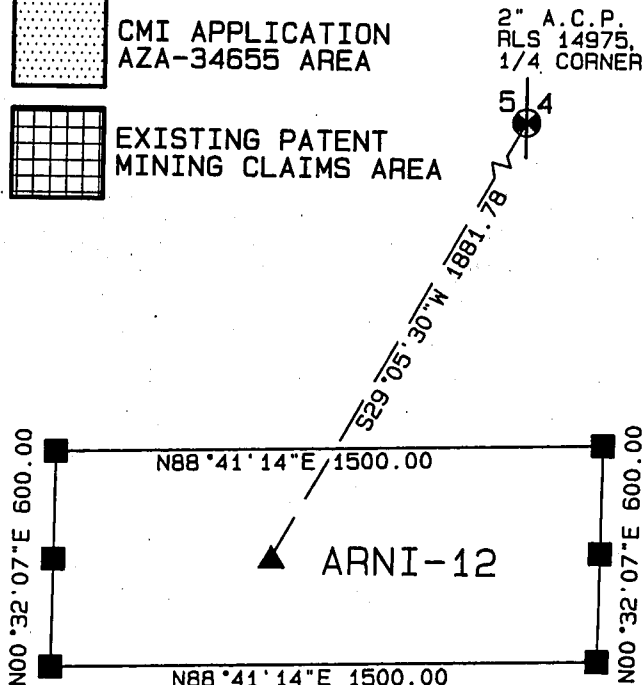 CMI APPLICATION
AZA-34655 AREA
2" A.C.P.
RLS 14975,
1/4 CORNER
5 4
EXISTING PATENT
MINING CLAIMS AREA
S29°05'30"W 1881.78
N88°41'14"E 1500.00
N00°32'07"E 600.00
ARNI-12
N00°32'07"E 600.00
N88°41'14"E 1500.00